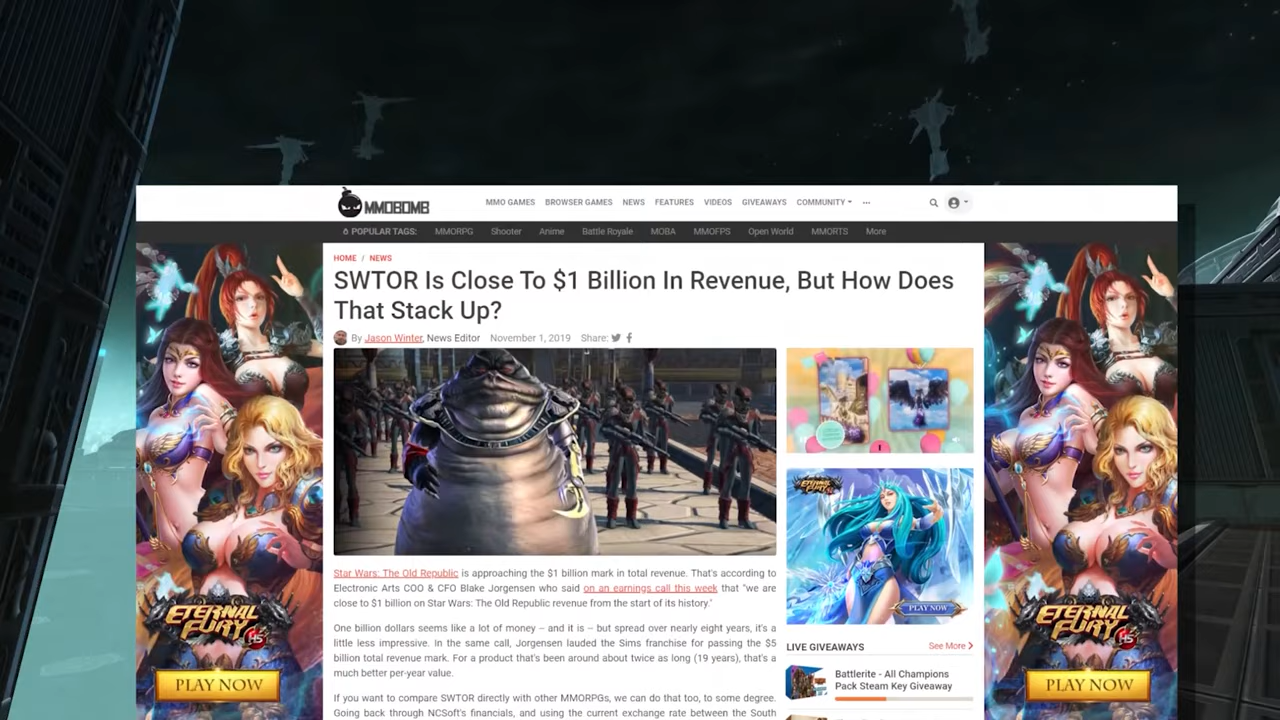 MMOBOMB
MMO GAMES BROWSER GAMES NEWS FEATURES VIDEOS GIVEAWAYS COMMUNITY ...
POPULAR TAGS: MMORPG Shooter Anime Battle Royale MOBA MMOFPS Open World MMORTS More
HOME / NEWS
SWTOR Is Close To $1 Billion In Revenue, But How Does
That Stack Up?
By Jason Winter, News Editor November 1, 2019 Share:
Star Wars: The Old Republic is approaching the $1 billion mark in total revenue. That's according to
Electronic Arts COO & CFO Blake Jorgensen who said on an earnings call this week that "we are
close to $1 billion on Star Wars: The Old Republic revenue from the start of its history."
One billion dollars seems like a lot of money – and it is – but spread over nearly eight years, it's a
little less impressive. In the same call, Jorgensen lauded the Sims franchise for passing the $5
billion total revenue mark. For a product that's been around about twice as long (19 years), that's a
much better per-year value.
If you want to compare SWTOR directly with other MMORPGs, we can do that too, to some degree.
Going back through NCSoft's financials, and using the current exchange rate between the South
ETERNAL
FURY
PLAY NOW
LIVE GIVEAWAYS See More
Battlerite - All Champions
Pack Steam Key Giveaway
ETERNAL
FURY H5
PLAY NOW
ETERNAL
FURY H5
PLAY NOW